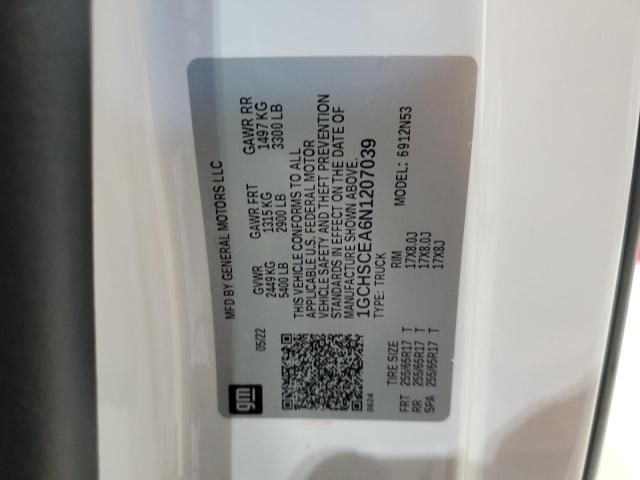 MFD BY GENERAL MOTORS LLC
05/22
GVWR GAWR FRT GAWR RR
2449 KG 1315 KG 1497 KG
5400 LB 2900 LB 3300 LB
THIS VEHICLE CONFORMS TO ALL
APPLICABLE U.S. FEDERAL MOTOR
VEHICLE SAFETY AND THEFT PREVENTION
STANDARDS IN EFFECT ON THE DATE OF
MANUFACTURE SHOWN ABOVE.
1GCHSCEA6N1207039
TYPE: TRUCK MODEL: 6912N53
gm
0624
TIRE SIZE RIM
FRT 255/65R17 T 17X8.0J
RR 255/65R17 T 17X8.0J
SPA 255/65R17 T 17X8J